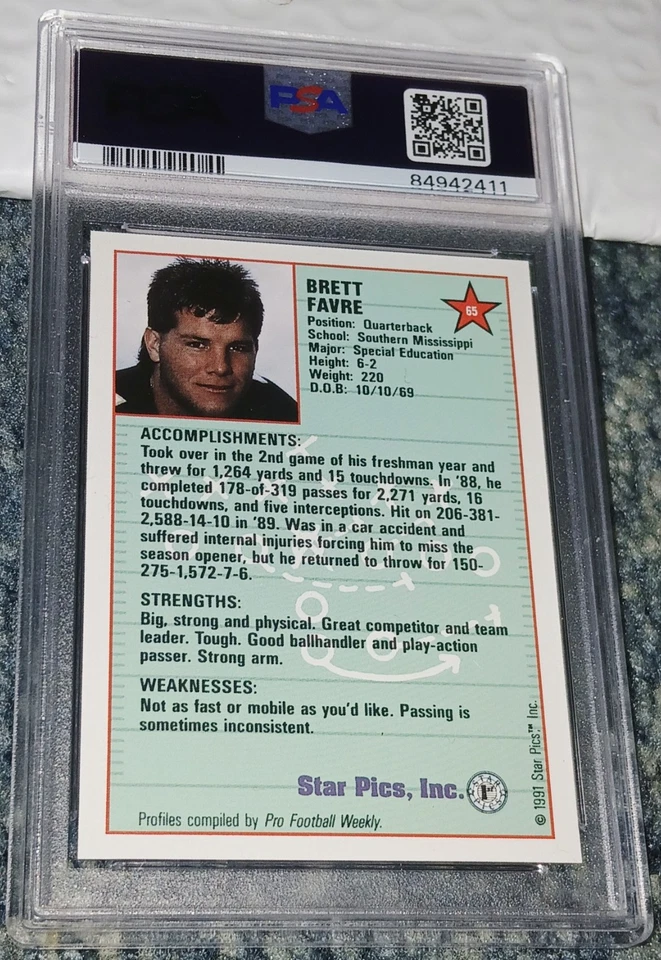 PSA
84942411
BRETT
FAVRE
65
Position: Quarterback
School: Southern Mississippi
Major: Special Education
Height: 6-2
Weight: 220
D.O.B: 10/10/69
ACCOMPLISHMENTS:
Took over in the 2nd game of his freshman year and
threw for 1,264 yards and 15 touchdowns. In '88, he
completed 178-of-319 passes for 2,271 yards, 16
touchdowns, and five interceptions. Hit on 206-381-
2,588-14-10 in '89. Was in a car accident and
suffered internal injuries forcing him to miss the
season opener, but he returned to throw for 150-
275-1,572-7-6.
STRENGTHS:
Big, strong and physical. Great competitor and team
leader. Tough. Good ballhandler and play-action
passer. Strong arm.
WEAKNESSES:
Not as fast or mobile as you'd like. Passing is
sometimes inconsistent.
Star Pics, Inc.
Profiles compiled by Pro Football Weekly.
© 1991 Star Pics™ Inc.